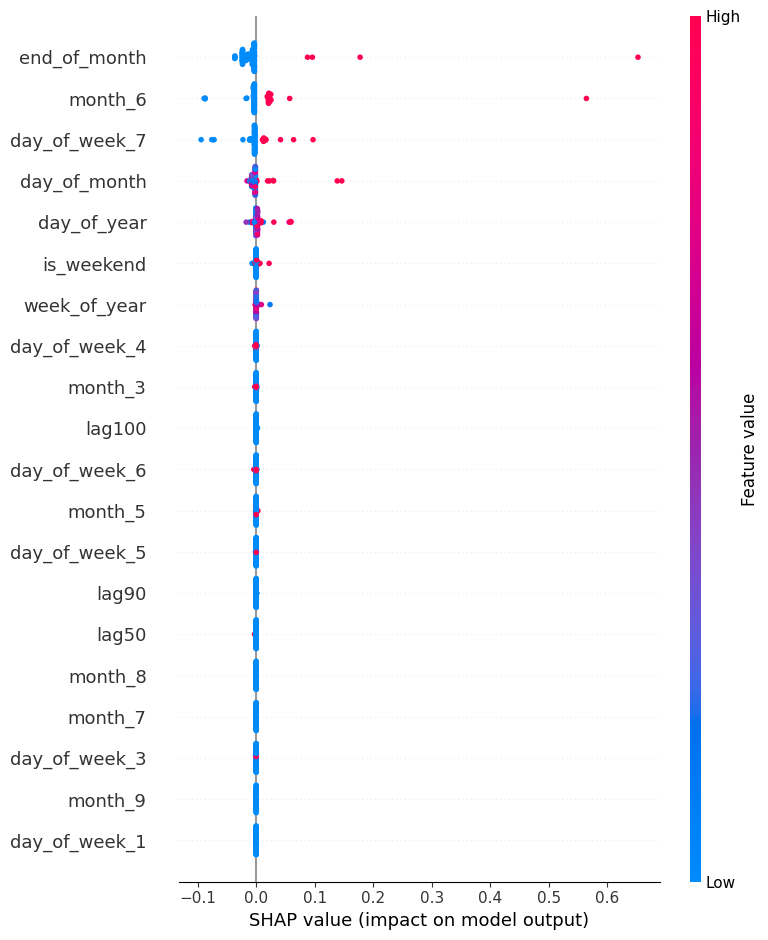 High
end_of_month
month_6
day_of_week_7
day_of_month
day_of_year
is_weekend
week_of_year
day_of_week_4
month_3
lag100
day_of_week_6
month_5
day_of_week_5
lag90
lag50
month_8
month_7
day_of_week_3
month_9
day_of_week_1
Feature value
Low
−0.1 0.0 0.1 0.2 0.3 0.4 0.5 0.6
SHAP value (impact on model output)